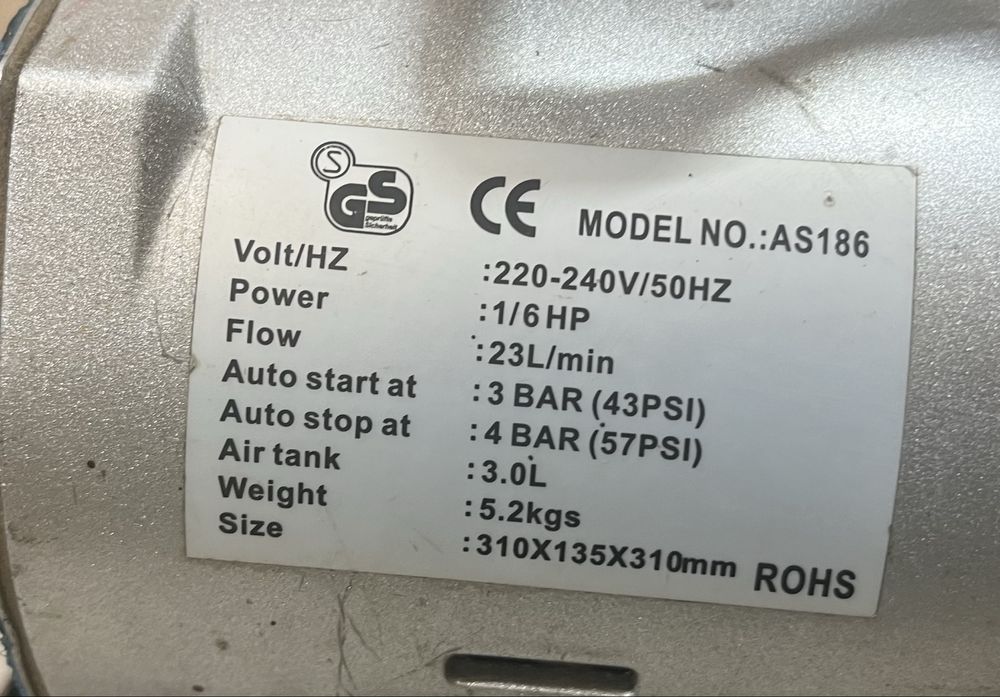 S
GS
geprüfte
Sicherheit
CE
MODEL NO.:AS186
Volt/HZ :220-240V/50HZ
Power :1/6 HP
Flow :23L/min
Auto start at :3 BAR (43PSI)
Auto stop at :4 BAR (57PSI)
Air tank :3.0L
Weight :5.2kgs
Size :310X135X310mm
ROHS